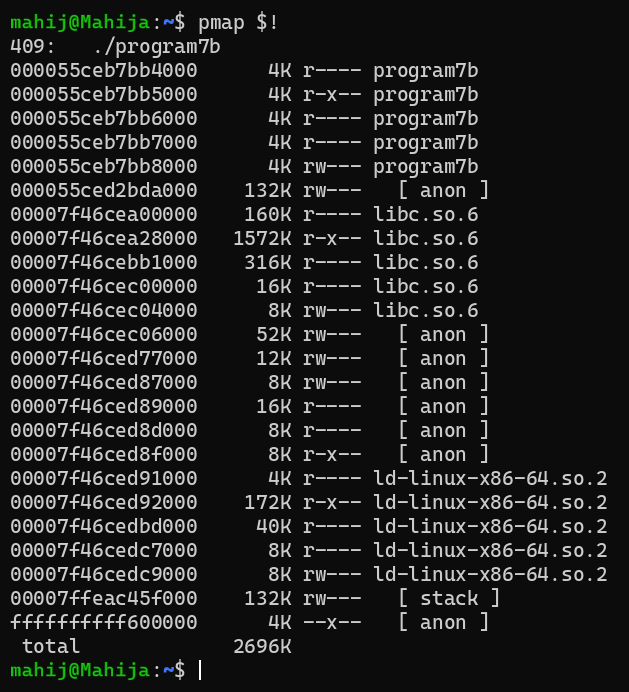 mahij@Mahija:~$ pmap $!
409:   ./program7b
000055ceb7bb4000      4K r---- program7b
000055ceb7bb5000      4K r-x-- program7b
000055ceb7bb6000      4K r---- program7b
000055ceb7bb7000      4K r---- program7b
000055ceb7bb8000      4K rw--- program7b
000055ced2bda000    132K rw---   [ anon ]
00007f46cea00000    160K r---- libc.so.6
00007f46cea28000   1572K r-x-- libc.so.6
00007f46cebb1000    316K r---- libc.so.6
00007f46cec00000     16K r---- libc.so.6
00007f46cec04000      8K rw--- libc.so.6
00007f46cec06000     52K rw---   [ anon ]
00007f46ced77000     12K rw---   [ anon ]
00007f46ced87000      8K rw---   [ anon ]
00007f46ced89000     16K r----   [ anon ]
00007f46ced8d000      8K r----   [ anon ]
00007f46ced8f000      8K r-x--   [ anon ]
00007f46ced91000      4K r---- ld-linux-x86-64.so.2
00007f46ced92000    172K r-x-- ld-linux-x86-64.so.2
00007f46cedbd000     40K r---- ld-linux-x86-64.so.2
00007f46cedc7000      8K r---- ld-linux-x86-64.so.2
00007f46cedc9000      8K rw--- ld-linux-x86-64.so.2
00007ffeac45f000    132K rw---   [ stack ]
ffffffffff600000      4K --x--   [ anon ]
 total             2696K
mahij@Mahija:~$